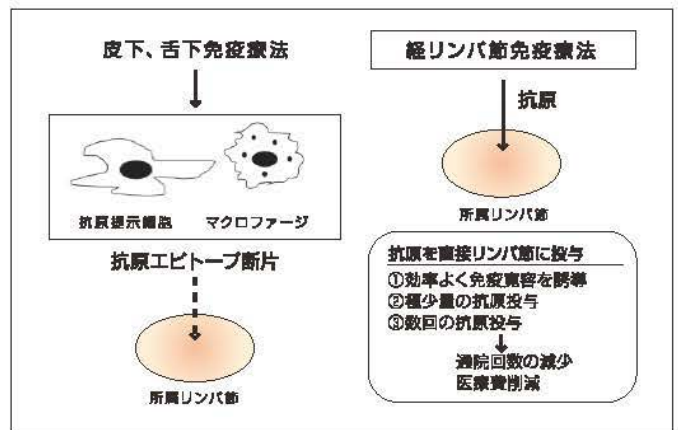 皮下、舌下免疫療法
抗原提示細胞
マクロファージ
抗原エピトープ断片
所属リンパ節
経リンパ節免疫療法
抗原
所属リンパ節
抗原を直接リンパ節に投与
①効率よく免疫寛容を誘導
②極少量の抗原投与
③数回の抗原投与
通院回数の減少
医療費削減